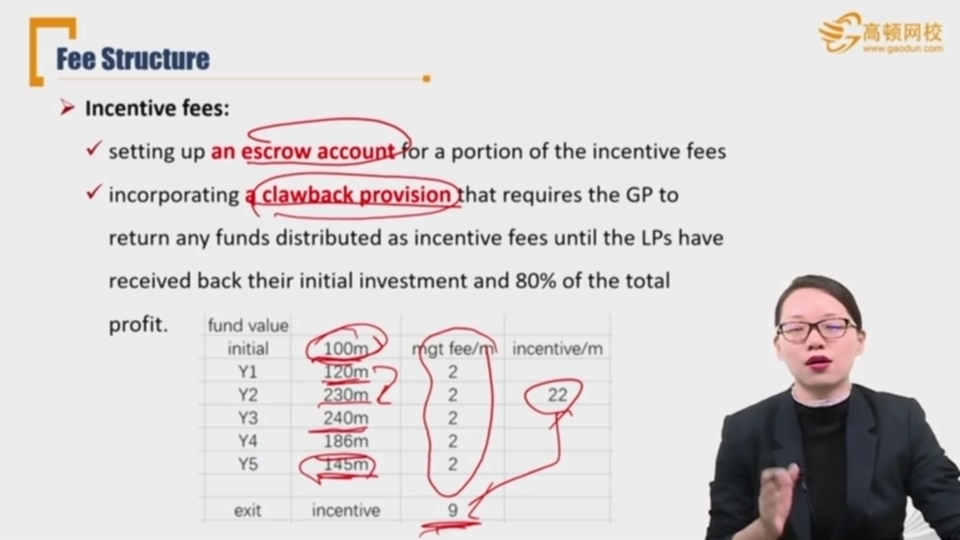 高顿网校
www.gaodun.com
Fee Structure
Incentive fees:
setting up an escrow account for a portion of the incentive fees
incorporating a clawback provision that requires the GP to
return any funds distributed as incentive fees until the LPs have
received back their initial investment and 80% of the total
profit.
fund value
initial 100m mgt fee/m incentive/m
Y1 120m 2
Y2 230m 2 22
Y3 240m 2
Y4 186m 2
Y5 145m 2
exit incentive 9